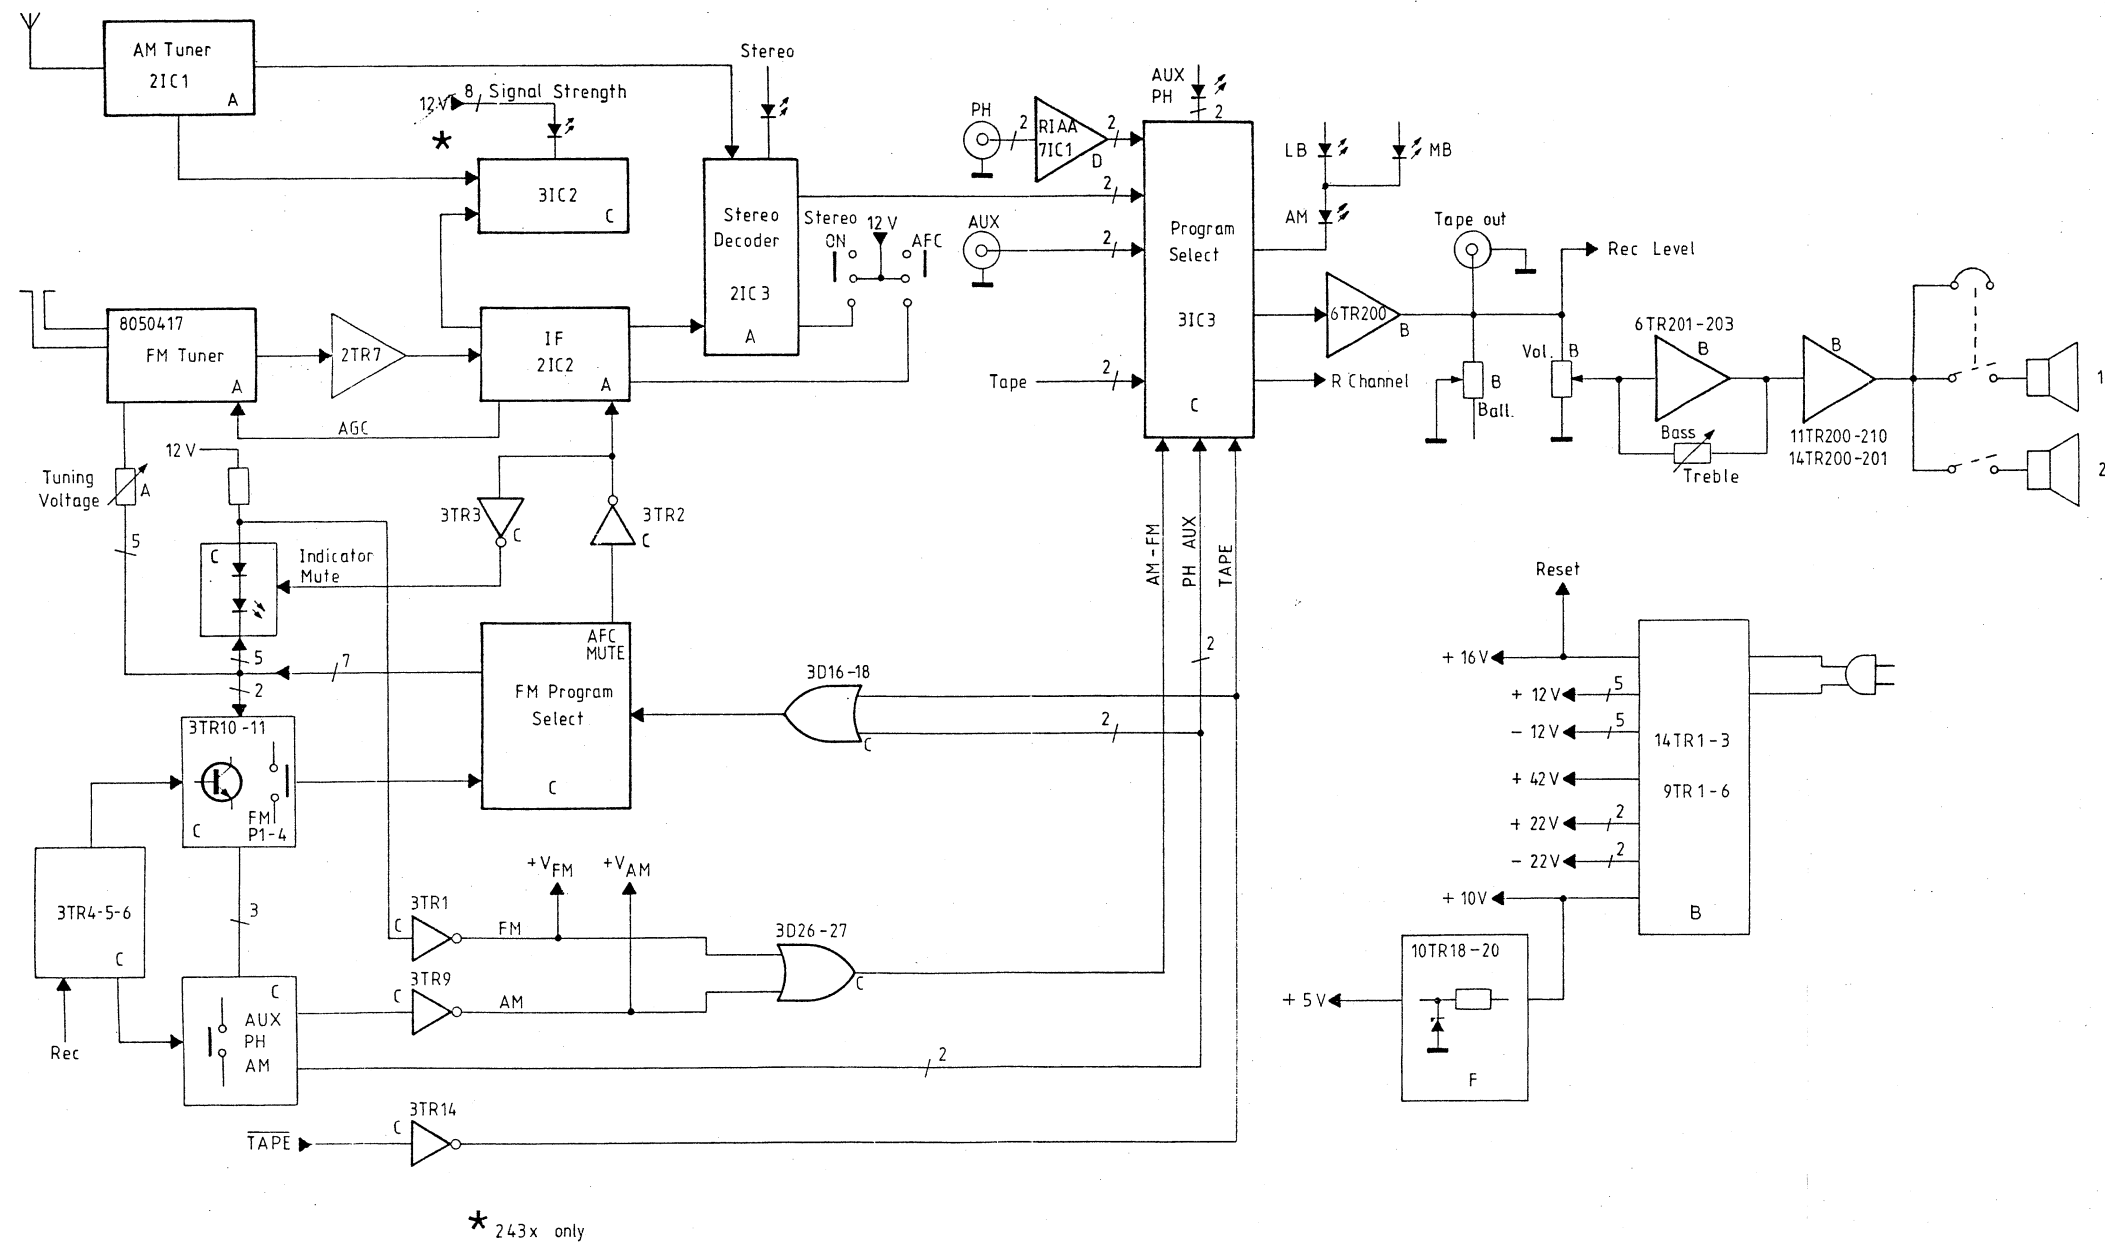 AM Tuner
2IC1
A
12V
8
Signal Strength
*
3IC2
C
Stereo
Stereo
Decoder
2IC3
A
Stereo
ON
12V
AFC
8050417
FM Tuner
A
2TR7
IF
2IC2
A
AGC
12V
Tuning
Voltage
A
5
C
Indicator
Mute
3TR3
C
3TR2
C
5
7
2
AFC
MUTE
FM Program
Select
C
3D16-18
C
2
2
3TR10-11
FM
P1-4
C
3TR4-5-6
C
Rec
3
C
AUX
PH
AM
+VFM
+VAM
3TR1
C
FM
3TR9
C
AM
3D26-27
C
2
3TR14
C
TAPE
PH
2
RIAA
7IC1
D
2
2
AUX
2
Tape
2
AUX
PH
2
Program
Select
3IC3
C
LB
MB
AM
AM-FM
PH AUX
TAPE
R Channel
6TR200
B
Tape out
Rec Level
B
Ball.
Vol.
B
6TR201-203
B
Bass
Treble
B
11TR200-210
14TR200-201
1
2
Reset
+ 16V
+ 12V
5
- 12V
5
+ 42V
+ 22V
2
- 22V
2
+ 10V
14TR1-3
9TR1-6
B
10TR18-20
+ 5V
F
* 243x only